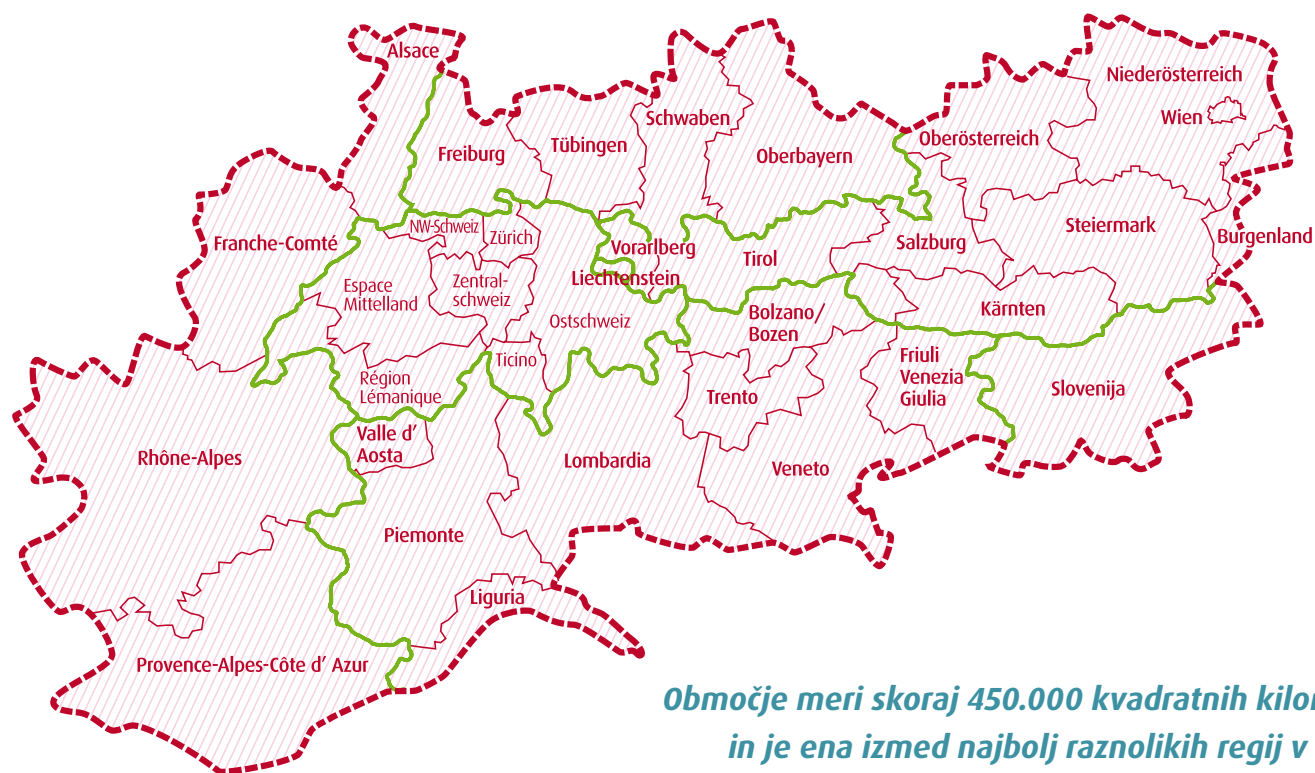 Alsace
Niederösterreich
Wien
Schwaben
Oberösterreich
Tübingen
Freiburg
Oberbayern
Steiermark
Burgenland
NW-Schweiz
Zürich
Franche-Comté
Vorarlberg
Tirol
Salzburg
Liechtenstein
Espace
Mittelland
Zentral-
schweiz
Kärnten
Bolzano/
Bozen
Ostschweiz
Ticino
Friuli
Venezia
Giulia
Région
Lémanique
Slovenija
Trento
Valle d'
Aosta
Rhône-Alpes
Lombardia
Veneto
Piemonte
Liguria
Provence-Alpes-Côte d' Azur
Območje meri skoraj 450.000 kvadratnih
in je ena izmed najbolj raznolikih regij v